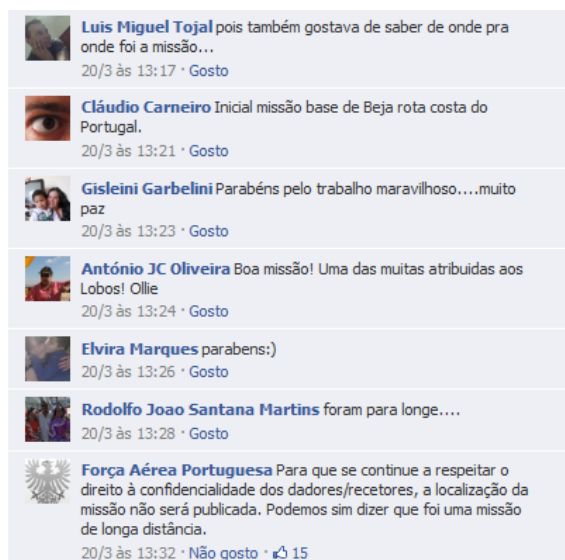 Luis Miguel Tojal pois também gostava de saber de onde pra
onde foi a missão...
20/3 às 13:17 · Gosto
Cláudio Carneiro Inicial missão base de Beja rota costa do
Portugal.
20/3 às 13:21 · Gosto
Gisleini Garbelini Parabéns pelo trabalho maravilhoso....muito
paz
20/3 às 13:23 · Gosto
António JC Oliveira Boa missão! Uma das muitas atribuidas aos
Lobos! Ollie
20/3 às 13:24 · Gosto
Elvira Marques parabens:)
20/3 às 13:26 · Gosto
Rodolfo Joao Santana Martins foram para longe....
20/3 às 13:28 · Gosto
Força Aérea Portuguesa Para que se continue a respeitar o
direito à confidencialidade dos dadores/recetores, a localização da
missão não será publicada. Podemos sim dizer que foi uma missão
de longa distância.
20/3 às 13:32 · Não gosto · 15